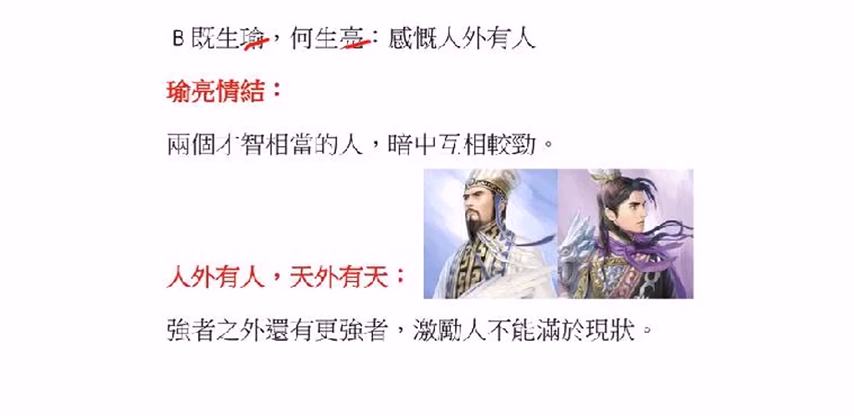 B 既生瑜，何生亮：感慨人外有人
瑜亮情結：
兩個才智相當的人，暗中互相較勁。
人外有人，天外有天：
強者之外還有更強者，激勵人不能滿於現狀。